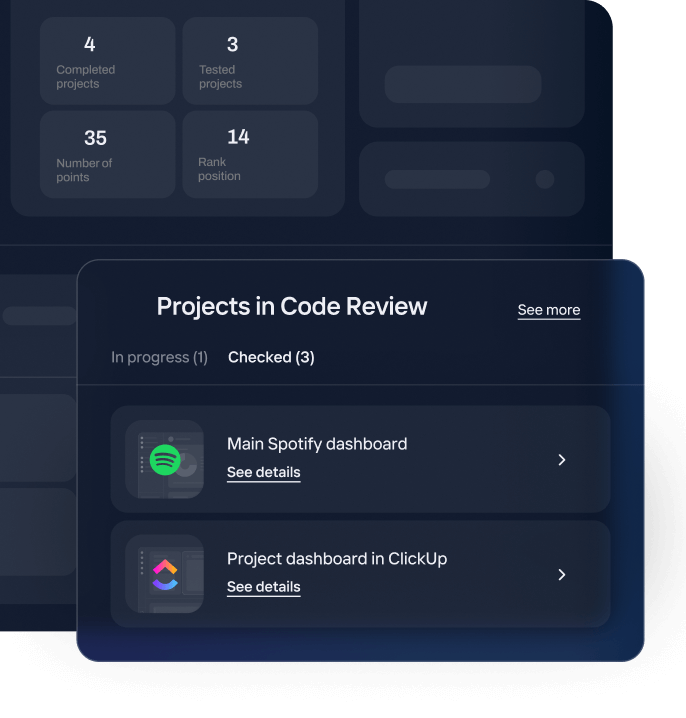 4
Completed
projects
3
Tested
projects
35
Number of
points
14
Rank
position
Projects in Code Review
See more
In progress (1)
Checked (3)
Main Spotify dashboard
See details
Project dashboard in ClickUp
See details